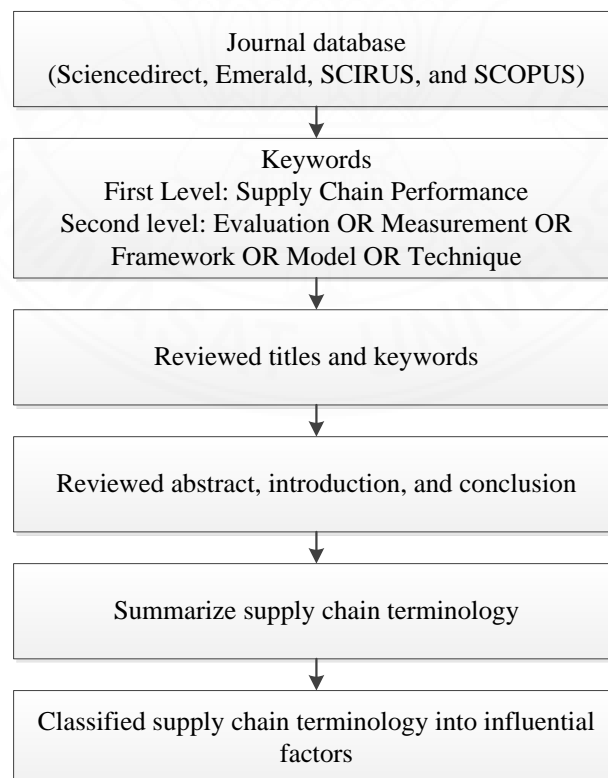 Journal database
(Sciencedirect, Emerald, SCIRUS, and SCOPUS)
Keywords
First Level: Supply Chain Performance
Second level: Evaluation OR Measurement OR
Framework OR Model OR Technique
Reviewed titles and keywords
Reviewed abstract, introduction, and conclusion
Summarize supply chain terminology
Classified supply chain terminology into influential
factors